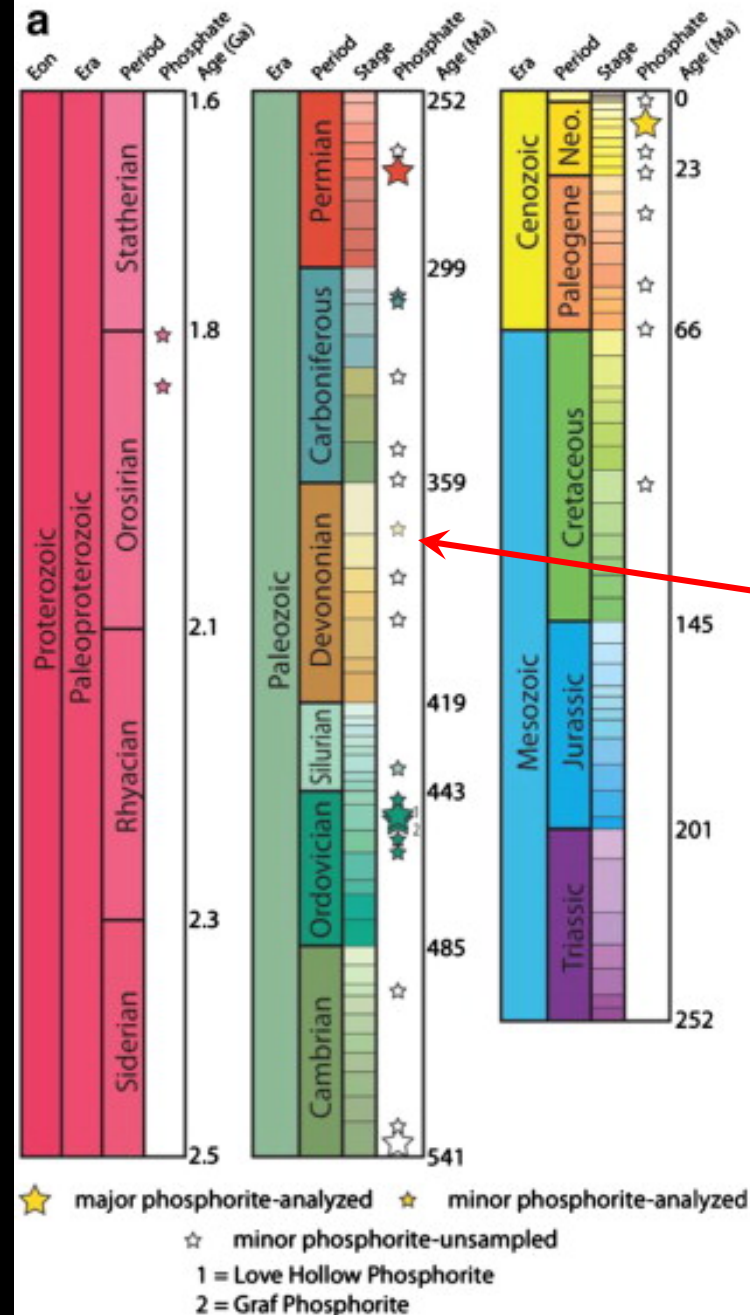 a
Eon
Era
Period
Phosphate
Age (Ga)
Proterozoic
Paleoproterozoic
Statherian
Orosirian
Rhyacian
Siderian
1.6
1.8
2.1
2.3
2.5
Era
Period
Stage
Phosphate
Age (Ma)
Paleozoic
Permian
Carboniferous
Devononian
Silurian
Ordovician
Cambrian
252
299
359
419
443
485
541
Era
Period
Stage
Phosphate
Age (Ma)
Cenozoic
Mesozoic
Neo.
Paleogene
Cretaceous
Jurassic
Triassic
0
23
66
145
201
252
major phosphorite-analyzed
minor phosphorite-analyzed
minor phosphorite-unsampled
1 = Love Hollow Phosphorite
2 = Graf Phosphorite